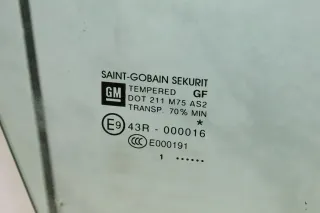 SAINT-GOBAIN SEKURIT
GM TEMPERED GF
DOT 211 M75 AS2
TRANSP. 70% MIN
*
E9 43R - 000016
CCC E000191
1 ......